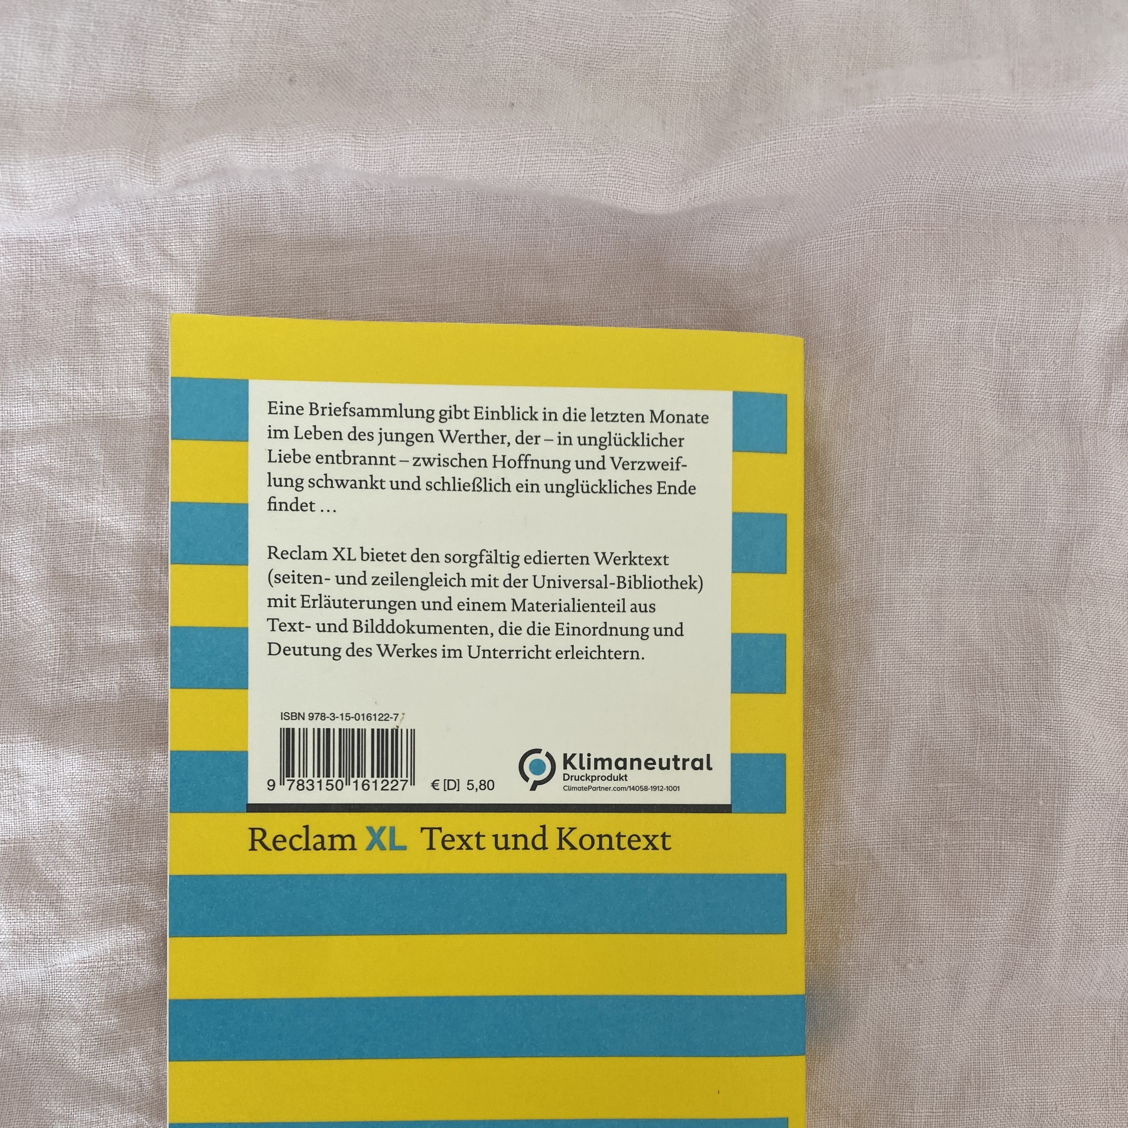 Eine Briefsammlung gibt Einblick in die letzten Monate
im Leben des jungen Werther, der – in unglücklicher
Liebe entbrannt – zwischen Hoffnung und Verzweif-
lung schwankt und schließlich ein unglückliches Ende
findet …
Reclam XL bietet den sorgfältig edierten Werktext
(seiten- und zeilengleich mit der Universal-Bibliothek)
mit Erläuterungen und einem Materialienteil aus
Text- und Bilddokumenten, die die Einordnung und
Deutung des Werkes im Unterricht erleichtern.
ISBN 978-3-15-016122-7
9 783150 161227
€ [D] 5,80
Klimaneutral
Druckprodukt
ClimatePartner.com/14058-1912-1001
Reclam XL Text und Kontext